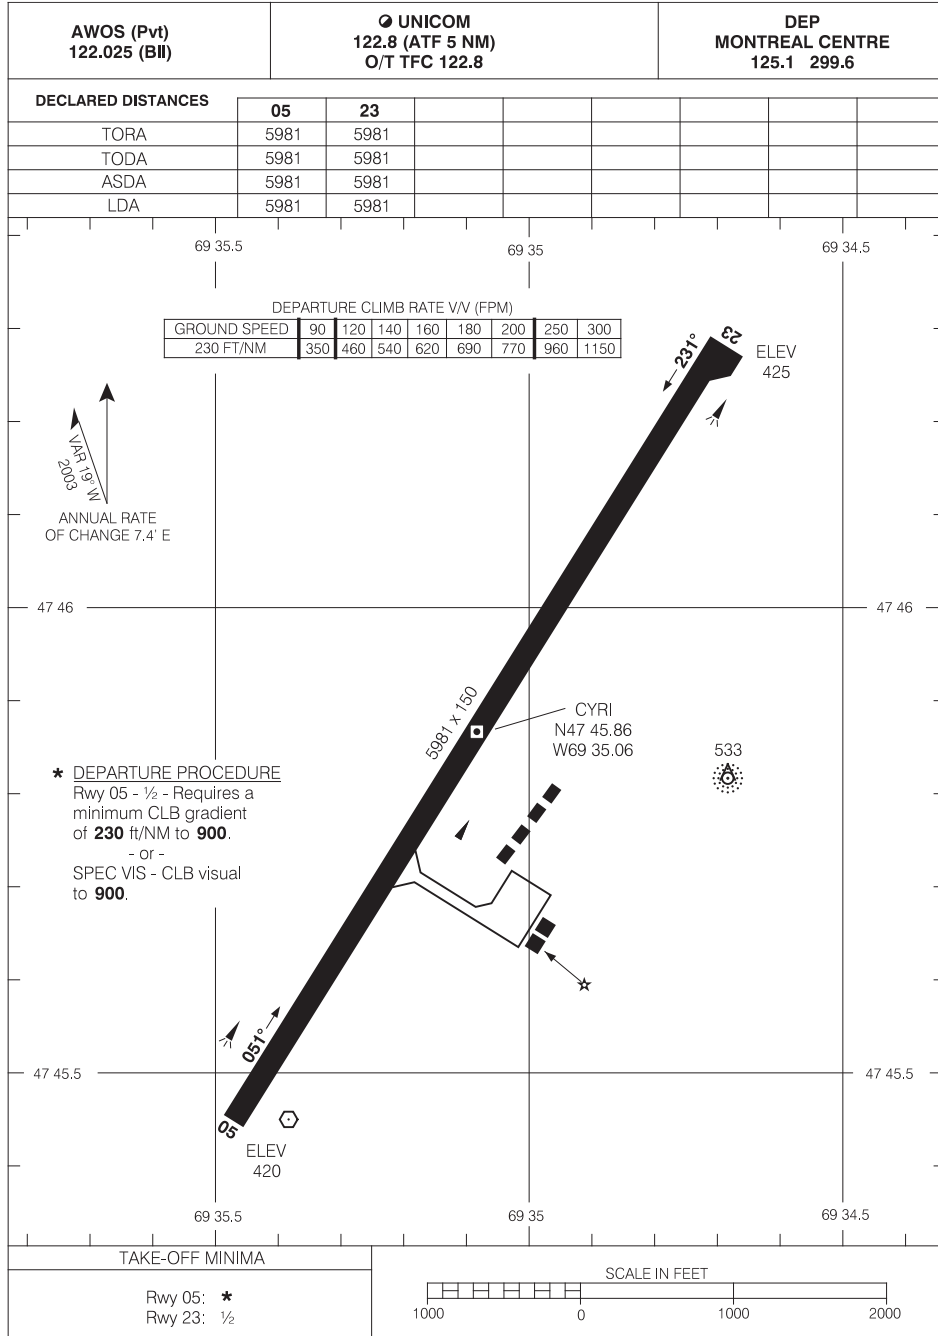 AWOS (Pvt)
122.025 (Bll)
UNICOM
122.8 (ATF 5 NM)
O/T TFC 122.8
DEP
MONTREAL CENTRE
125.1 299.6
DECLARED DISTANCES 05 23
TORA 5981 5981
TODA 5981 5981
ASDA 5981 5981
LDA 5981 5981
69 35.5 69 35 69 34.5
DEPARTURE CLIMB RATE V/V (FPM)
GROUND SPEED 90 120 140 160 180 200 250 300
230 FT/NM 350 460 540 620 690 770 960 1150
23
231°
ELEV
425
VAR 19° W
2003
ANNUAL RATE
OF CHANGE 7.4' E
47 46 47 46
5981 x 150
CYRI
N47 45.86
W69 35.06
533
* DEPARTURE PROCEDURE
Rwy 05 - ½ - Requires a
minimum CLB gradient
of 230 ft/NM to 900.
- or -
SPEC VIS - CLB visual
to 900.
051°
47 45.5 47 45.5
05
ELEV
420
69 35.5 69 35 69 34.5
TAKE-OFF MINIMA
Rwy 05: *
Rwy 23: ½
SCALE IN FEET
1000 0 1000 2000